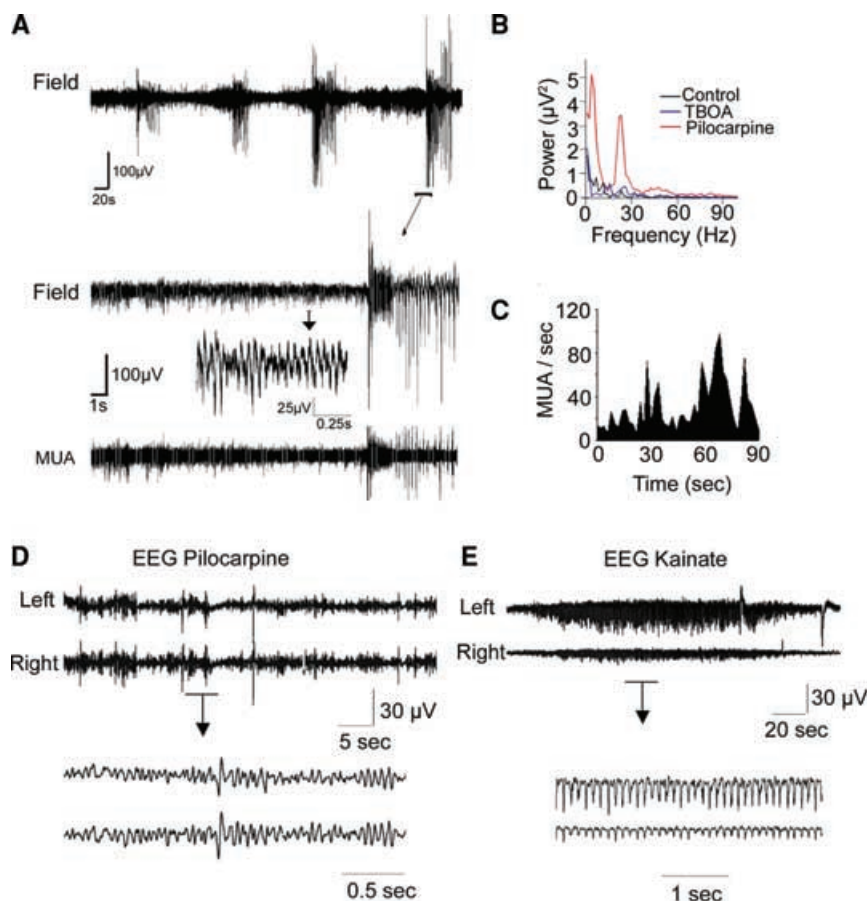 A
Field
100µV
20s
Field
100µV
1s
25µV
0.25s
MUA
B
Power (µV²)
5
4
3
2
1
0
Control
TBOA
Pilocarpine
0 30 60 90
Frequency (Hz)
C
MUA / sec
120
80
40
0
0 30 60 90
Time (sec)
D
EEG Pilocarpine
Left
Right
30 µV
5 sec
0.5 sec
E
EEG Kainate
Left
Right
30 µV
20 sec
1 sec